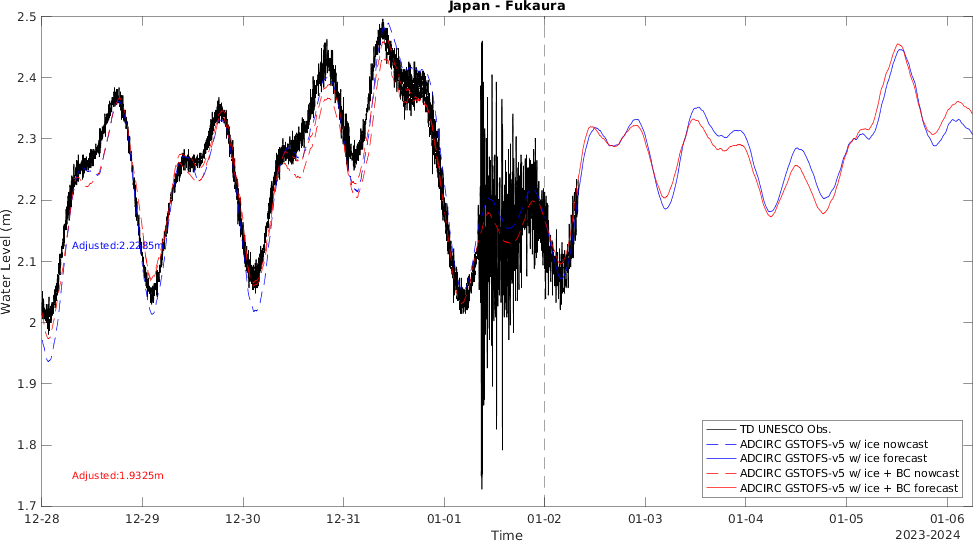 Japan - Fukaura
2.5
2.4
2.3
2.2
2.1
2
1.9
1.8
1.7
Water Level (m)
Adjusted:2.2285m
Adjusted:1.9325m
TD UNESCO Obs.
ADCIRC GSTOFS-v5 w/ ice nowcast
ADCIRC GSTOFS-v5 w/ ice forecast
ADCIRC GSTOFS-v5 w/ ice + BC nowcast
ADCIRC GSTOFS-v5 w/ ice + BC forecast
12-28 12-29 12-30 12-31 01-01 01-02 01-03 01-04 01-05 01-06
Time
2023-2024